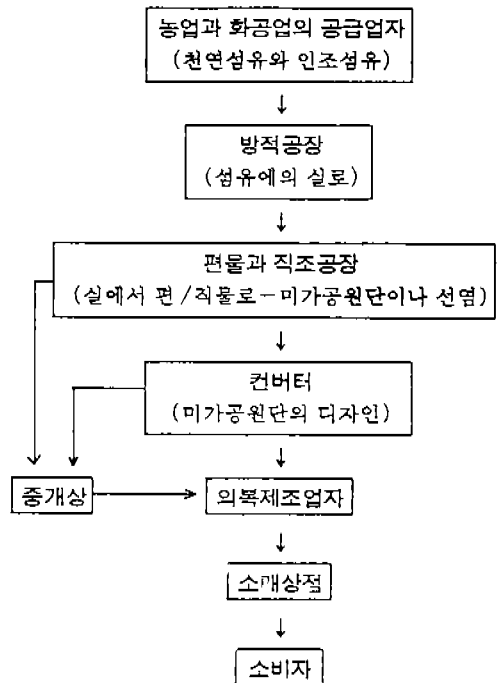 농업과 화공업의 공급업자
(천연섬유와 인조섬유)
방적공장
(섬유에의 실로)
편물과 직조공장
(실에서 편/직물로-미가공원단이나 선염)
컨버터
(미가공원단의 디자인)
중개상
의복제조업자
소매상점
소비자